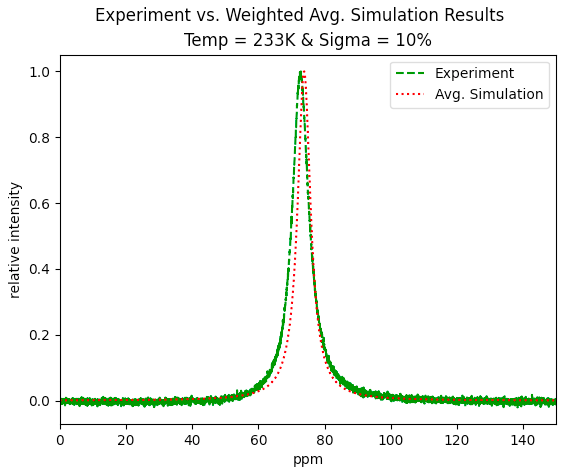 Experiment vs. Weighted Avg. Simulation Results
Temp = 233K & Sigma = 10%
Experiment
Avg. Simulation
relative intensity
1.0
0.8
0.6
0.4
0.2
0.0
0 20 40 60 80 100 120 140
ppm